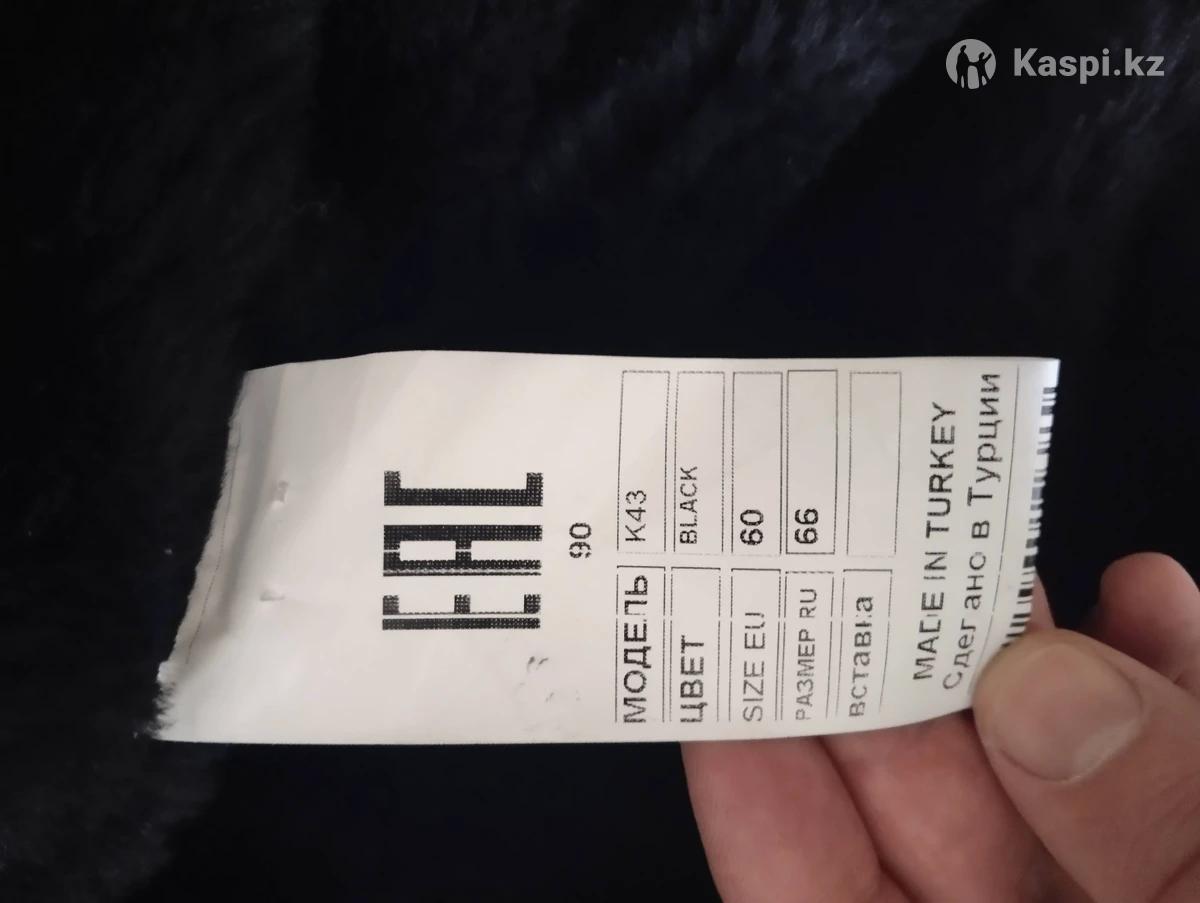 Kaspi.kz
EAC
90
МОДЕЛЬ K43
ЦВЕТ BLACK
SIZE EU 60
РАЗМЕР RU 66
вставка
MADE IN TURKEY
Сделано в Турции